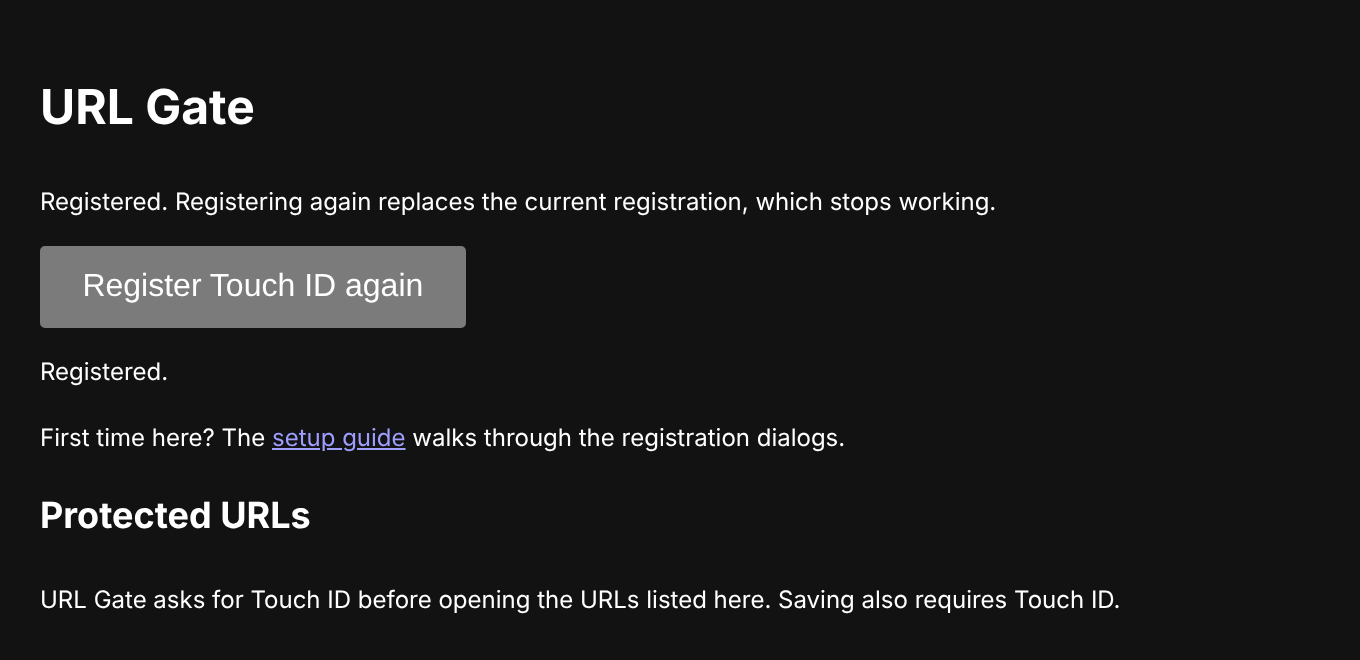 URL Gate
Registered. Registering again replaces the current registration, which stops working.
Register Touch ID again
Registered.
First time here? The setup guide walks through the registration dialogs.
Protected URLs
URL Gate asks for Touch ID before opening the URLs listed here. Saving also requires Touch ID.